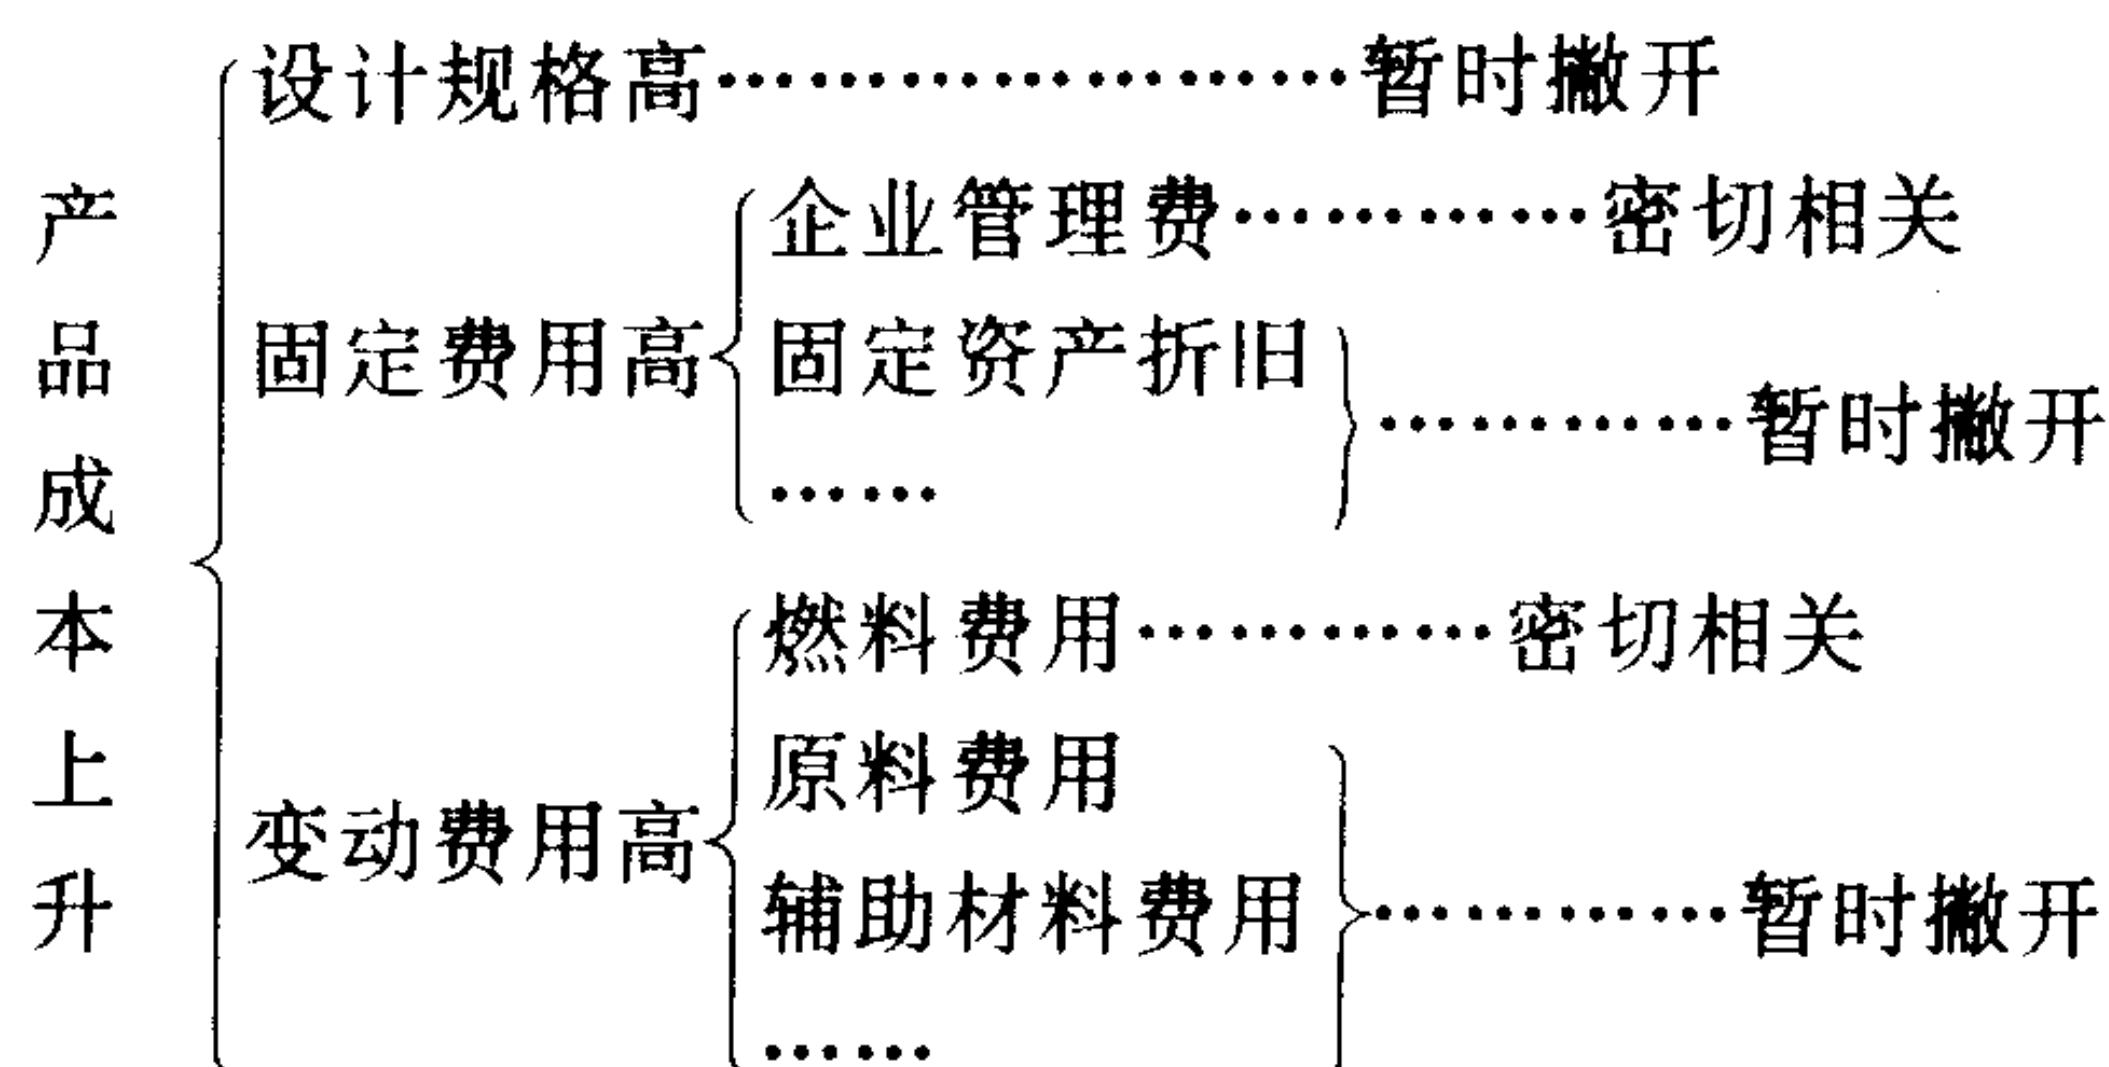 产品成本上升
设计规格高…………………暂时撇开
固定费用高
企业管理费…………密切相关
固定资产折旧
……
…………暂时撇开
变动费用高
燃料费用…………密切相关
原料费用
辅助材料费用
……
…………暂时撇开